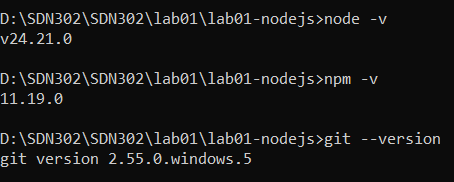 D:\SDN302\SDN302\lab01\lab01-nodejs>node -v
v24.21.0
D:\SDN302\SDN302\lab01\lab01-nodejs>npm -v
11.19.0
D:\SDN302\SDN302\lab01\lab01-nodejs>git --version
git version 2.55.0.windows.5